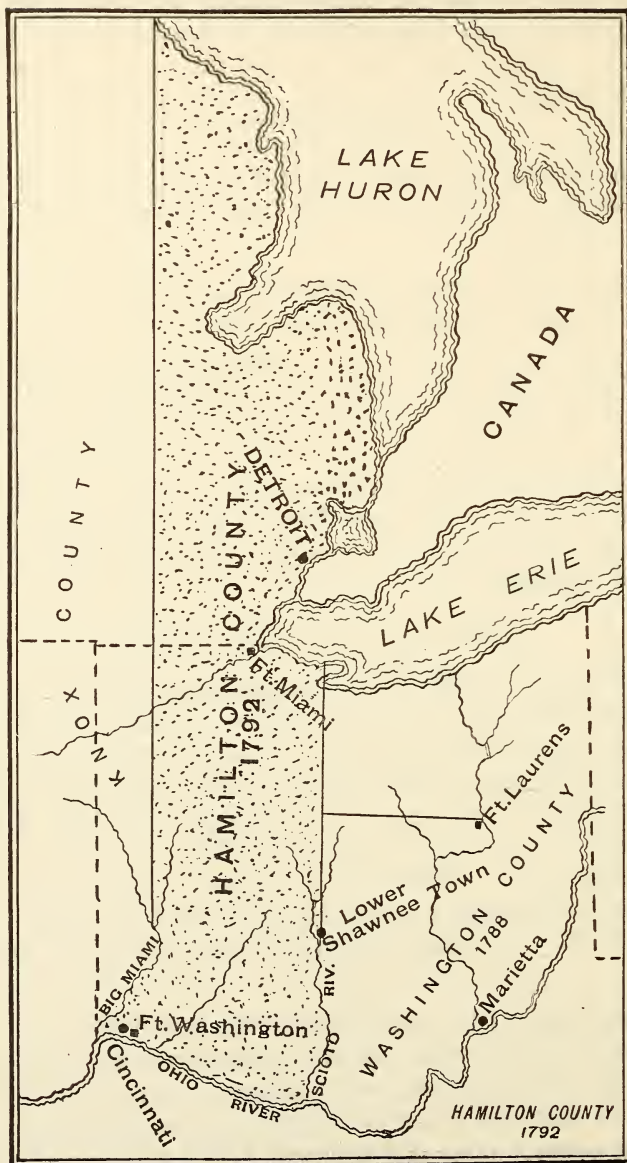 LAKE
HURON
CANADA
DETROIT
LAKE ERIE
KNOX COUNTY
HAMILTON COUNTY
1792
Ft. Miami
Ft. Laurens
Lower
Shawnee Town
WASHINGTON COUNTY
1788
Marietta
BIG MIAMI
Ft. Washington
Cincinnati
OHIO RIVER
SCIOTO RIV.
HAMILTON COUNTY
1792